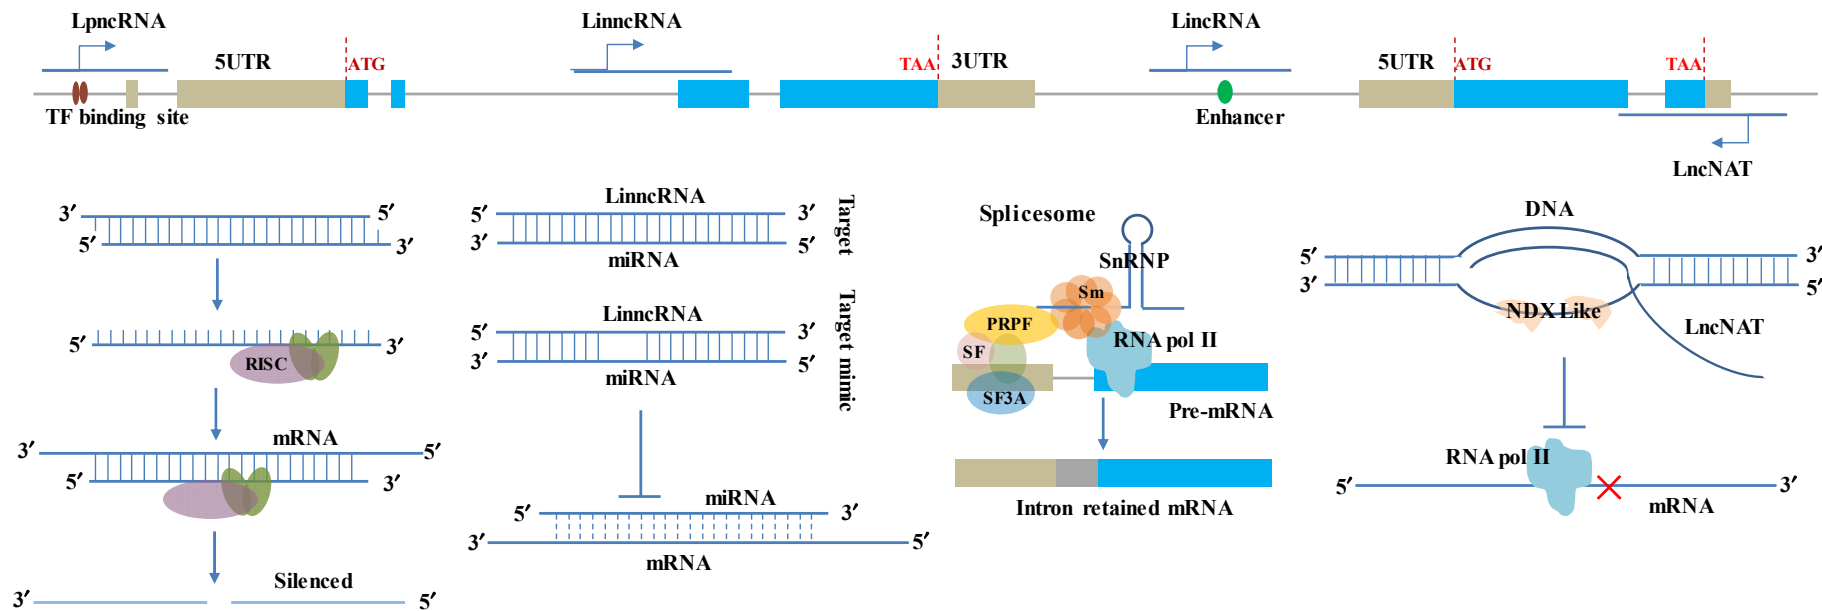 LpncRNA
LinncRNA
LincRNA
5UTR
ATG
TAA
3UTR
5UTR
ATG
TAA
TF binding site
Enhancer
LncNAT
3′
5′
5′
3′
5′
3′
RISC
mRNA
3′
5′
5′
3′
Silenced
3′
5′
LinncRNA
5′
3′
3′
5′
miRNA
Target
LinncRNA
5′
3′
3′
5′
miRNA
Target mimic
miRNA
5′
3′
3′
5′
mRNA
Splicesome
SnRNP
Sm
PRPF
RNA pol II
SF
SF3A
Pre-mRNA
Intron retained mRNA
DNA
5′
3′
3′
5′
NDX Like
LncNAT
RNA pol II
5′
3′
mRNA